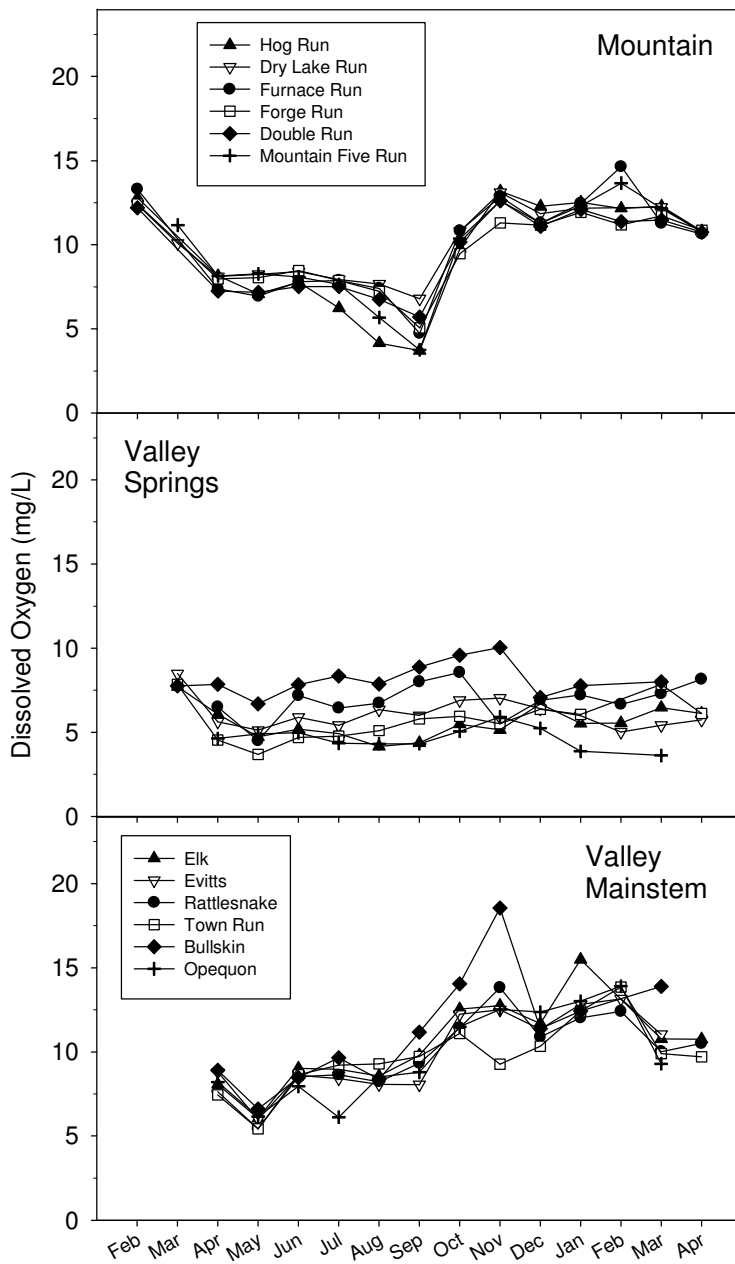 Mountain
Hog Run
Dry Lake Run
Furnace Run
Forge Run
Double Run
Mountain Five Run
20
15
10
5
0
Valley
Springs
Dissolved Oxygen (mg/L)
20
15
10
5
0
Valley
Mainstem
Elk
Evitts
Rattlesnake
Town Run
Bullskin
Opequon
20
15
10
5
0
Feb Mar Apr May Jun Jul Aug Sep Oct Nov Dec Jan Feb Mar Apr